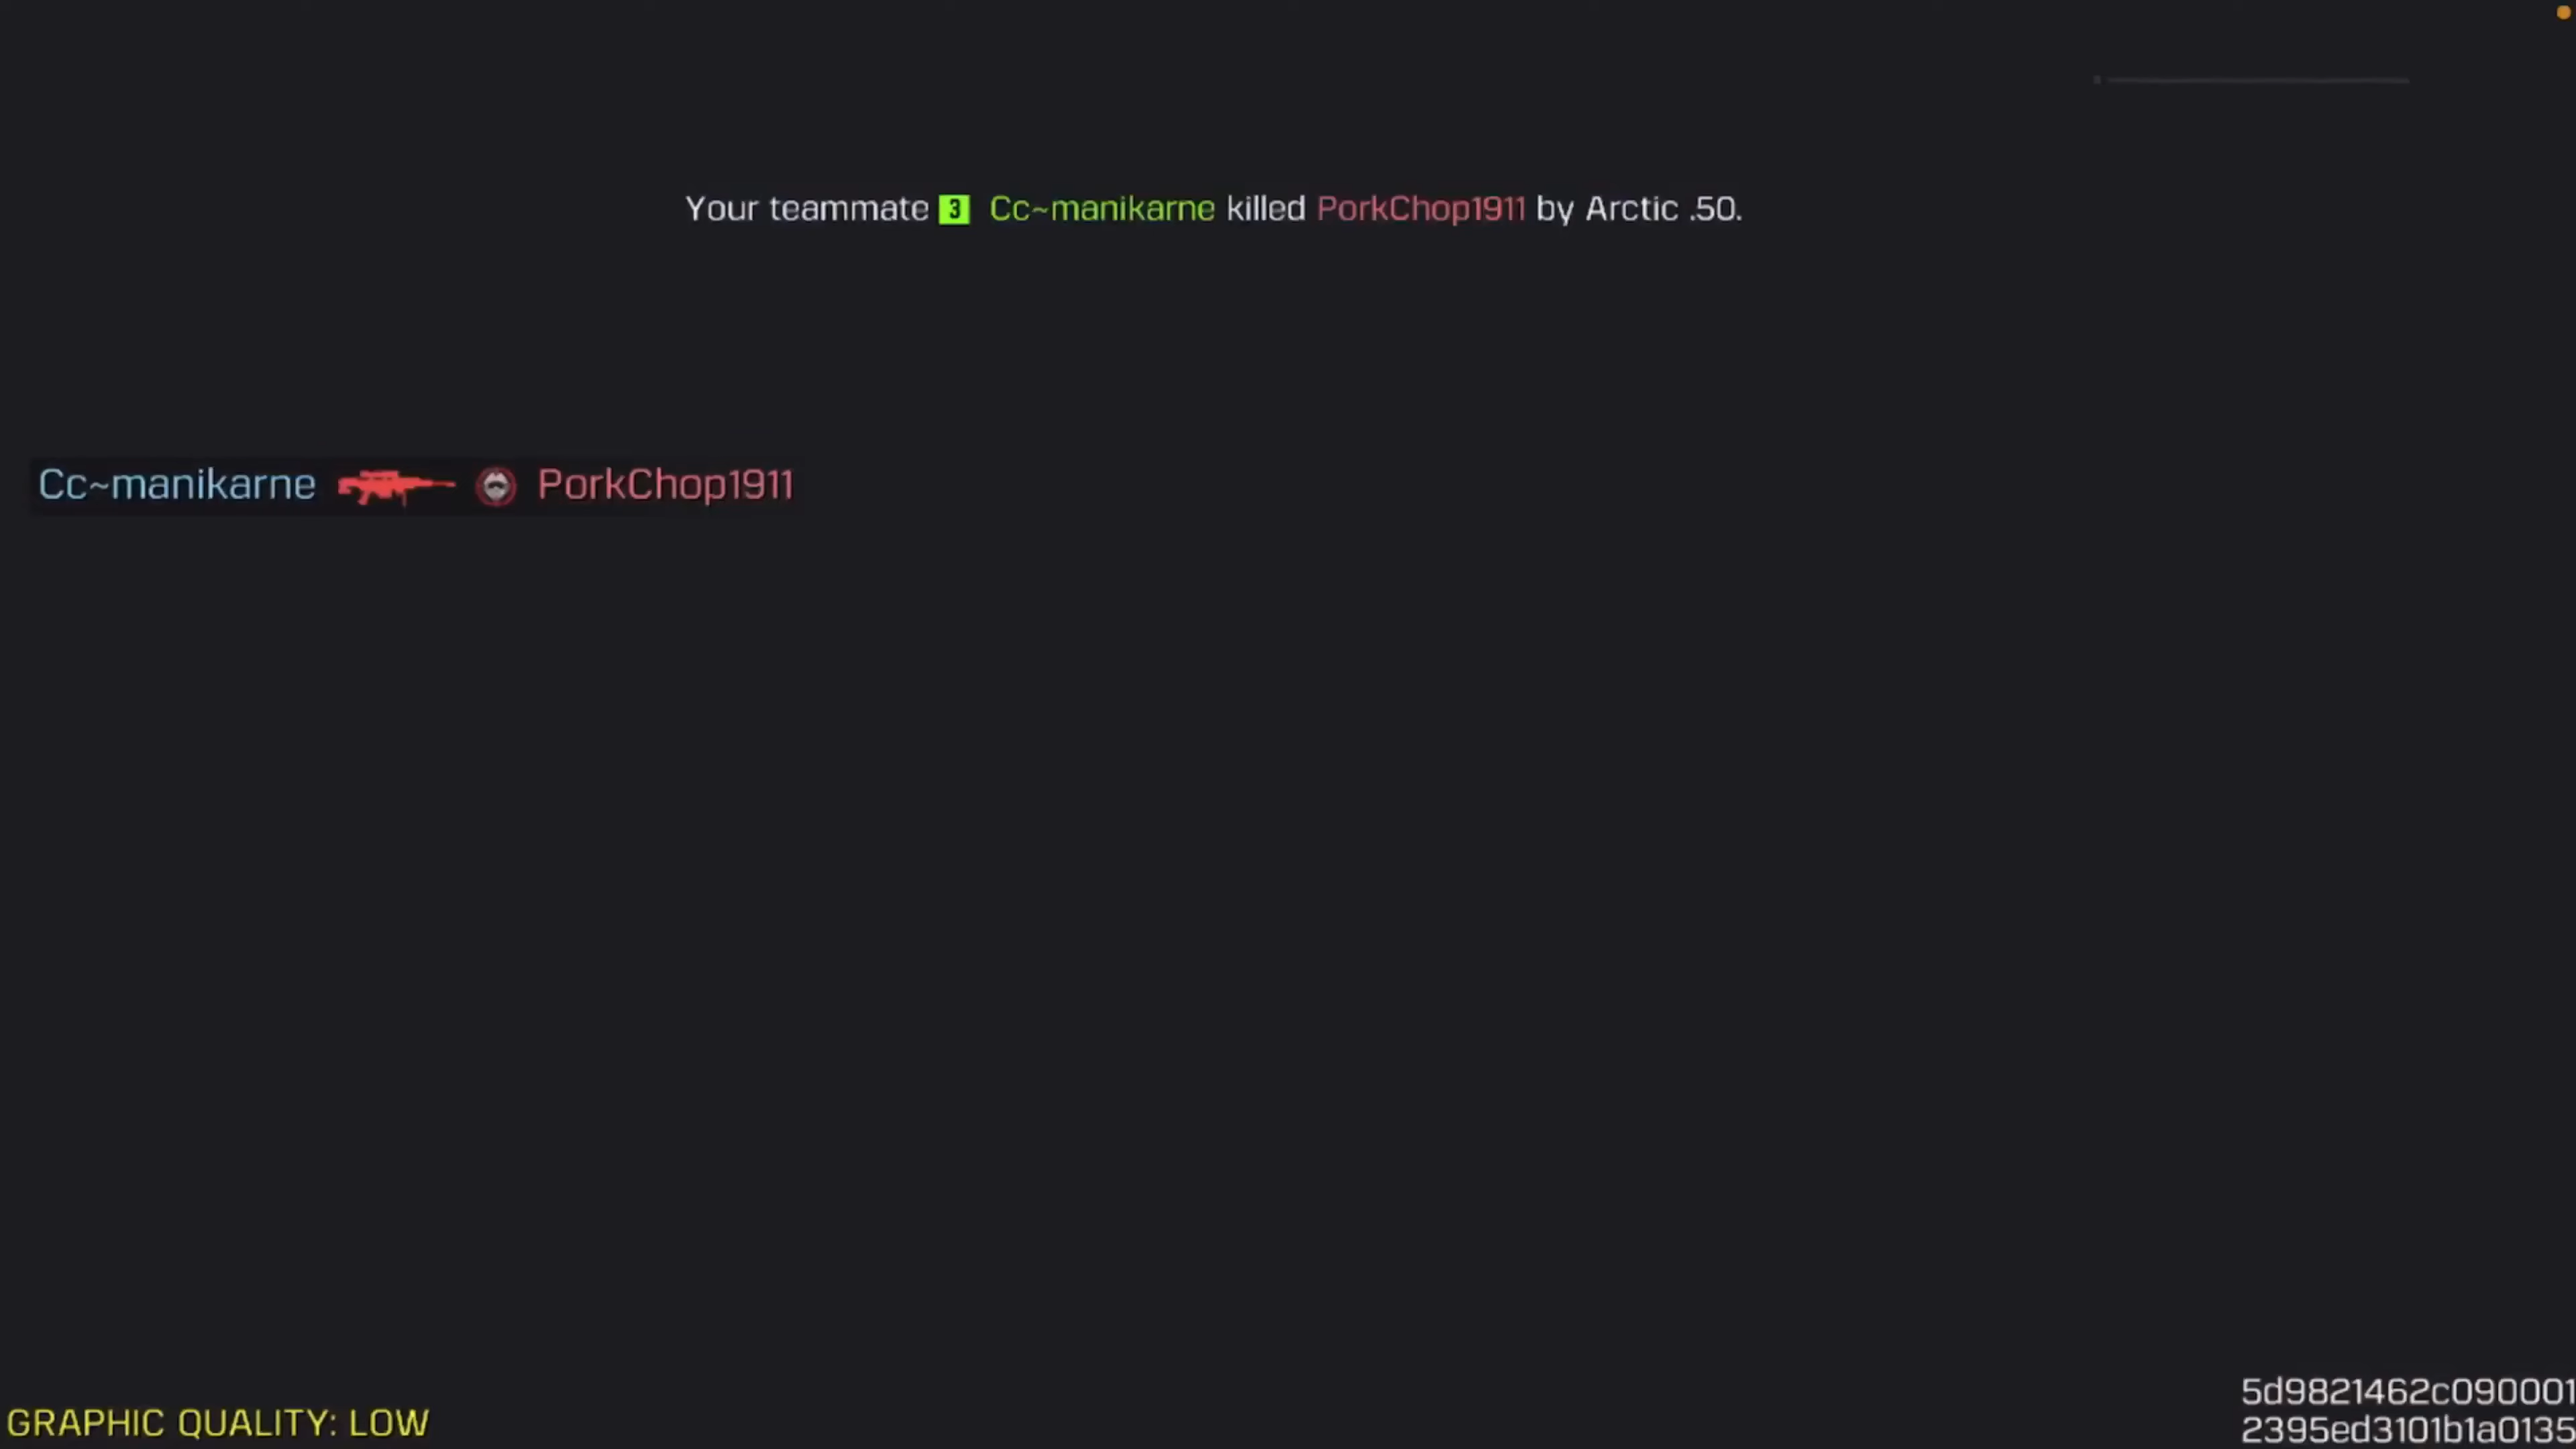 Your teammate 3 Cc~manikarne killed PorkChop1911 by Arctic .50.
Cc~manikarne PorkChop1911
GRAPHIC QUALITY: LOW
5d9821462c090001
2395ed3101b1a0135